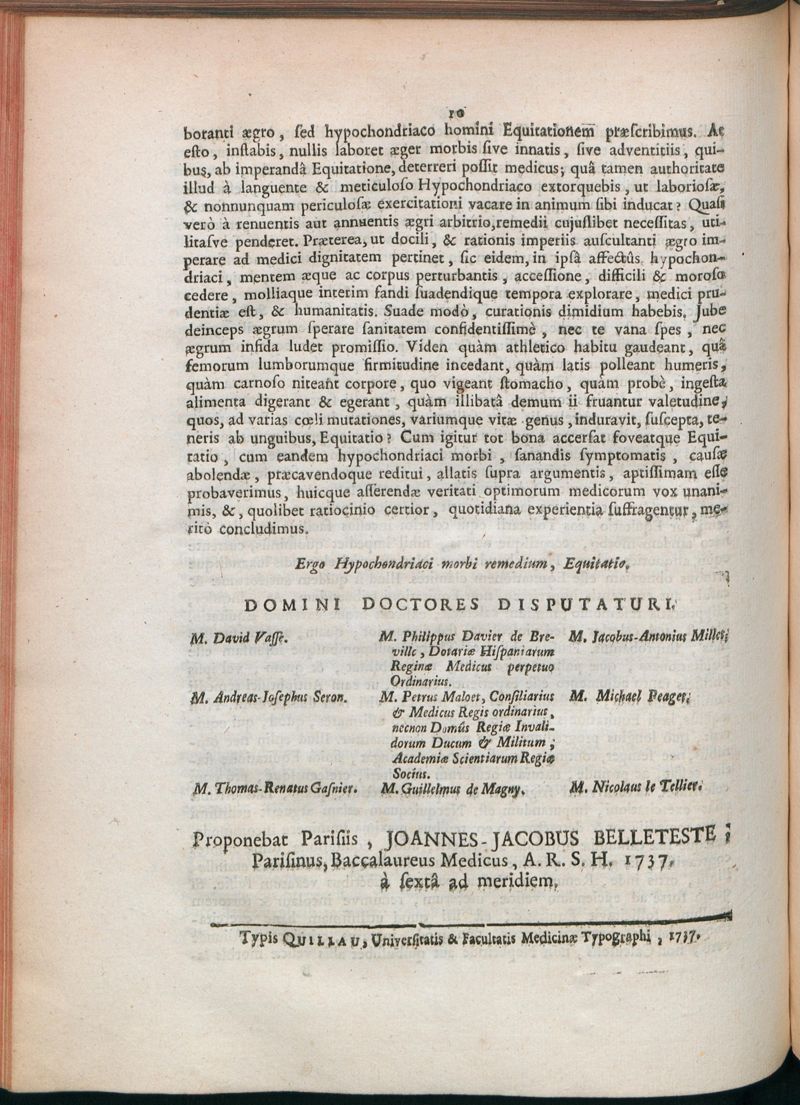 10
boranti ægro, ſed hypochondriaco homini Equitationem præſcribimus. At
eſto, inſtabis, nullis laboret æger morbis ſive innatis, ſive adventitiis, qui-
bus, ab imperandâ Equitatione, deterreri poſſit medicus; quâ tamen authoritate
illud à languente & meticuloſo Hypochondriaco extorquebis, ut laborioſæ,
& nonnunquam periculoſæ exercitationi vacare in animum ſibi inducat? Quaſi
verò à renuentis aut annuentis ægri arbitrio, remedii cujuſlibet neceſſitas, uti-
litaſve penderet. Præterea, ut docili, & rationis imperiis auſcultanti ægro im-
perare ad medici dignitatem pertinet, ſic eidem, in ipſâ affectûs hypochon-
driaci, mentem æque ac corpus perturbantis, acceſſione, difficili & moroſo
cedere, molliaque interim fandi ſuadendique tempora explorare, medici pru-
dentiæ eſt, & humanitatis. Suade modò, curationis dimidium habebis. Jube
deinceps ægrum ſperare ſanitatem confidentiſſimè, nec te vana ſpes, nec
ægrum infida ludet promiſſio. Viden quàm athletico habitu gaudeant, quâ
femorum lumborumque firmitudine incedant, quàm latis polleant humeris,
quàm carnoſo niteant corpore, quo vigeant ſtomacho, quàm probè, ingeſta
alimenta digerant & egerant, quàm illibatâ demum ii fruantur valetudine,
quos, ad varias cœli mutationes, variumque vitæ genus, induravit, ſuſcepta, te-
neris ab unguibus, Equitatio? Cum igitur tot bona accerſat foveatque Equi-
tatio, cum eandem hypochondriaci morbi, ſanandis ſymptomatis, cauſæ
abolendæ, præcavendoque reditui, allatis ſupra argumentis, aptiſſimam eſſe
probaverimus, huicque aſſerendæ veritati optimorum medicorum vox unani-
mis, &, quolibet ratiocinio certior, quotidiana experientia ſuffragentur, me-
ritò concludimus.
Ergo Hypochondriaci morbi remedium, Equitatio.
DOMINI DOCTORES DISPUTATURI.
M. David Vaſſe.
M. Philippus Davier de Bre-
ville, Dotariæ Hiſpaniarum
Reginæ Medicus perpetuo
Ordinarius.
M. Jacobus-Antonius Millet.
M. Andreas-Joſephus Seron.
M. Petrus Maloet, Conſiliarius
& Medicus Regis ordinarius,
necnon Domûs Regiæ Invali-
dorum Ducum & Militum;
Academiæ Scientiarum Regiæ
Socius.
M. Michael Peaget.
M. Thomas-Renatus Gaſnier.
M. Guillelmus de Magny.
M. Nicolaus le Tellier.
Proponebat Pariſiis, JOANNES-JACOBUS BELLETESTE;
Pariſinus, Baccalaureus Medicus, A. R. S. H. 1737.
à ſextâ ad meridiem.
Typis QUILLAU, Univerſitatis & Facultatis Medicinæ Typographi, 1737.